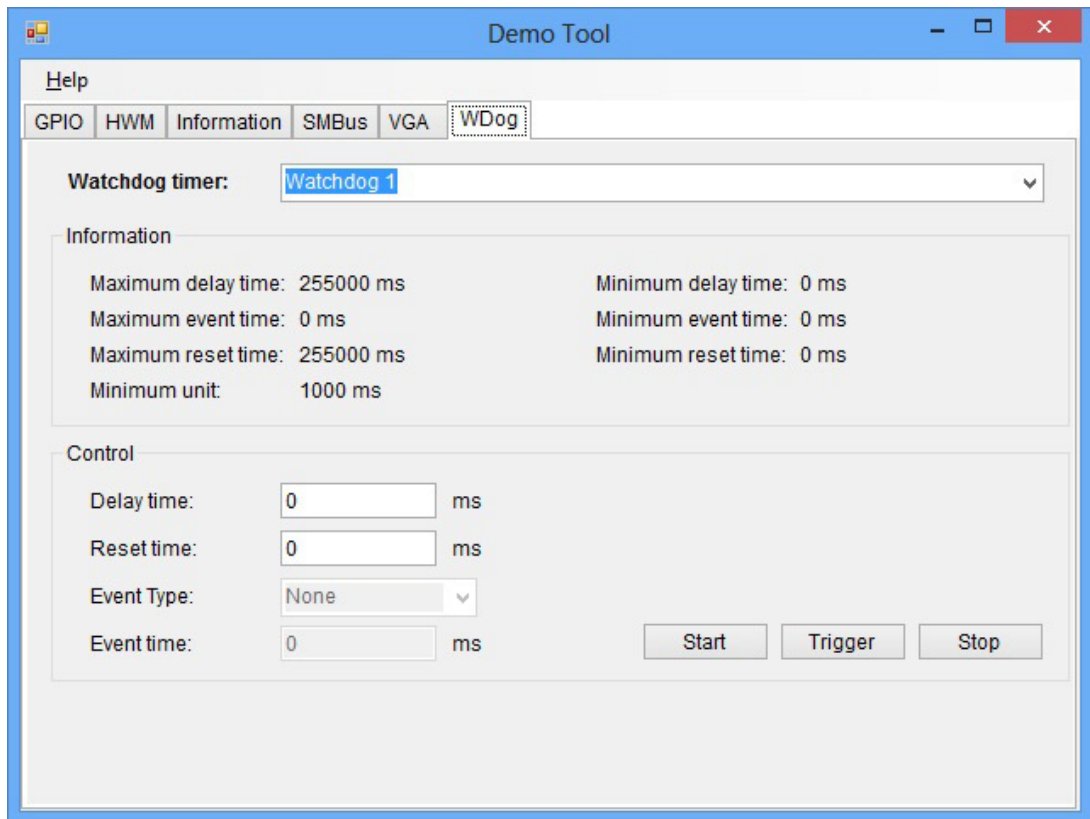 Demo Tool
Help
GPIO HWM Information SMBus VGA WDog
Watchdog timer: Watchdog 1
Information
Maximum delay time: 255000 ms Minimum delay time: 0 ms
Maximum event time: 0 ms Minimum event time: 0 ms
Maximum reset time: 255000 ms Minimum reset time: 0 ms
Minimum unit: 1000 ms
Control
Delay time: 0 ms
Reset time: 0 ms
Event Type: None
Event time: 0 ms Start Trigger Stop